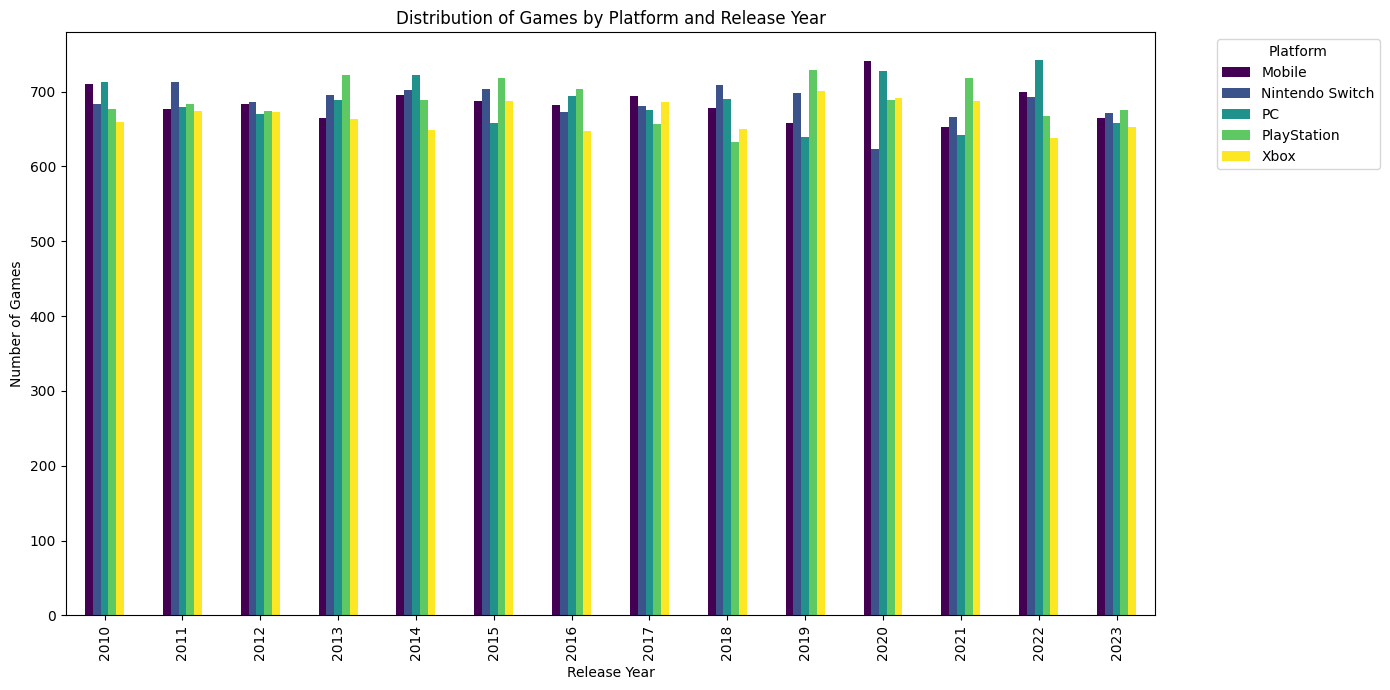 Distribution of Games by Platform and Release Year
Number of Games
700
600
500
400
300
200
100
0
2010
2011
2012
2013
2014
2015
2016
2017
2018
2019
2020
2021
2022
2023
Release Year
Platform
Mobile
Nintendo Switch
PC
PlayStation
Xbox